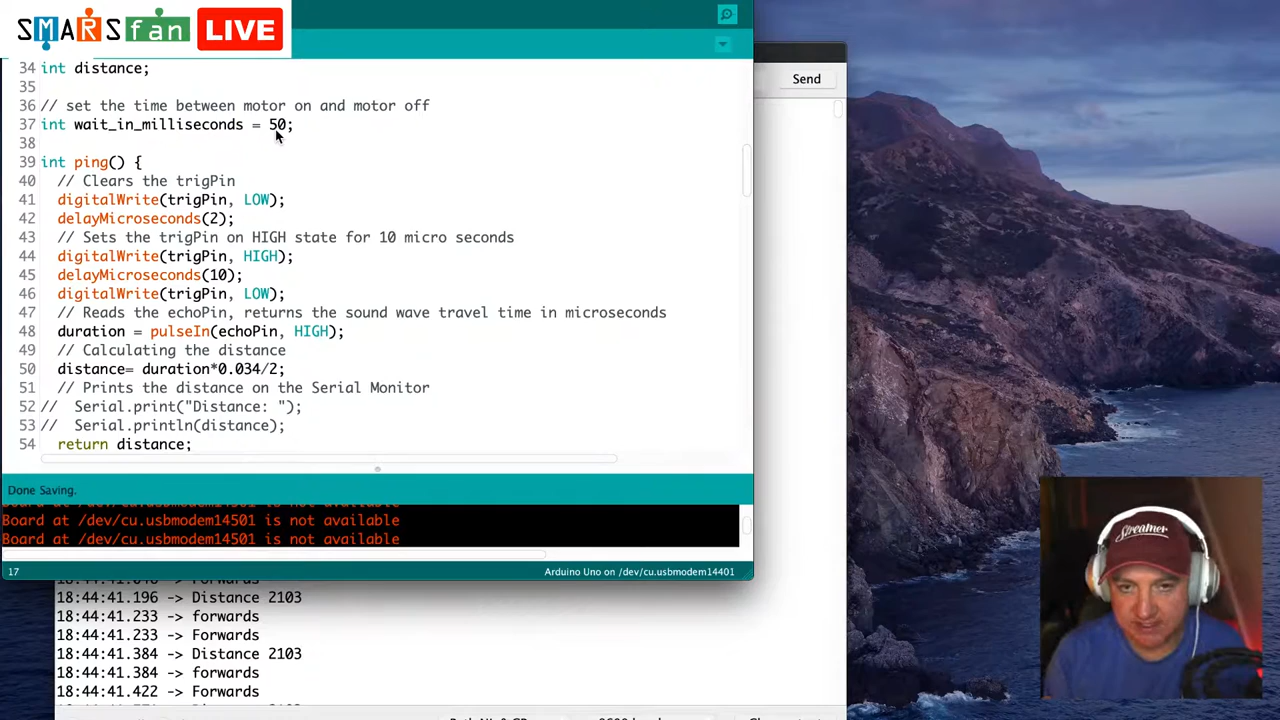 SMARSfan LIVE
Send
34 int distance;
35
36 // set the time between motor on and motor off
37 int wait_in_milliseconds = 50;
38
39 int ping() {
40 // Clears the trigPin
41 digitalWrite(trigPin, LOW);
42 delayMicroseconds(2);
43 // Sets the trigPin on HIGH state for 10 micro seconds
44 digitalWrite(trigPin, HIGH);
45 delayMicroseconds(10);
46 digitalWrite(trigPin, LOW);
47 // Reads the echoPin, returns the sound wave travel time in microseconds
48 duration = pulseIn(echoPin, HIGH);
49 // Calculating the distance
50 distance= duration*0.034/2;
51 // Prints the distance on the Serial Monitor
52 // Serial.print("Distance: ");
53 // Serial.println(distance);
54 return distance;
Done Saving.
Board at /dev/cu.usbmodem14501 is not available
Board at /dev/cu.usbmodem14501 is not available
17 Arduino Uno on /dev/cu.usbmodem14401
18:44:41.196 -> Distance 2103
18:44:41.233 -> forwards
18:44:41.233 -> Forwards
18:44:41.384 -> Distance 2103
18:44:41.384 -> forwards
18:44:41.422 -> Forwards
Streamer